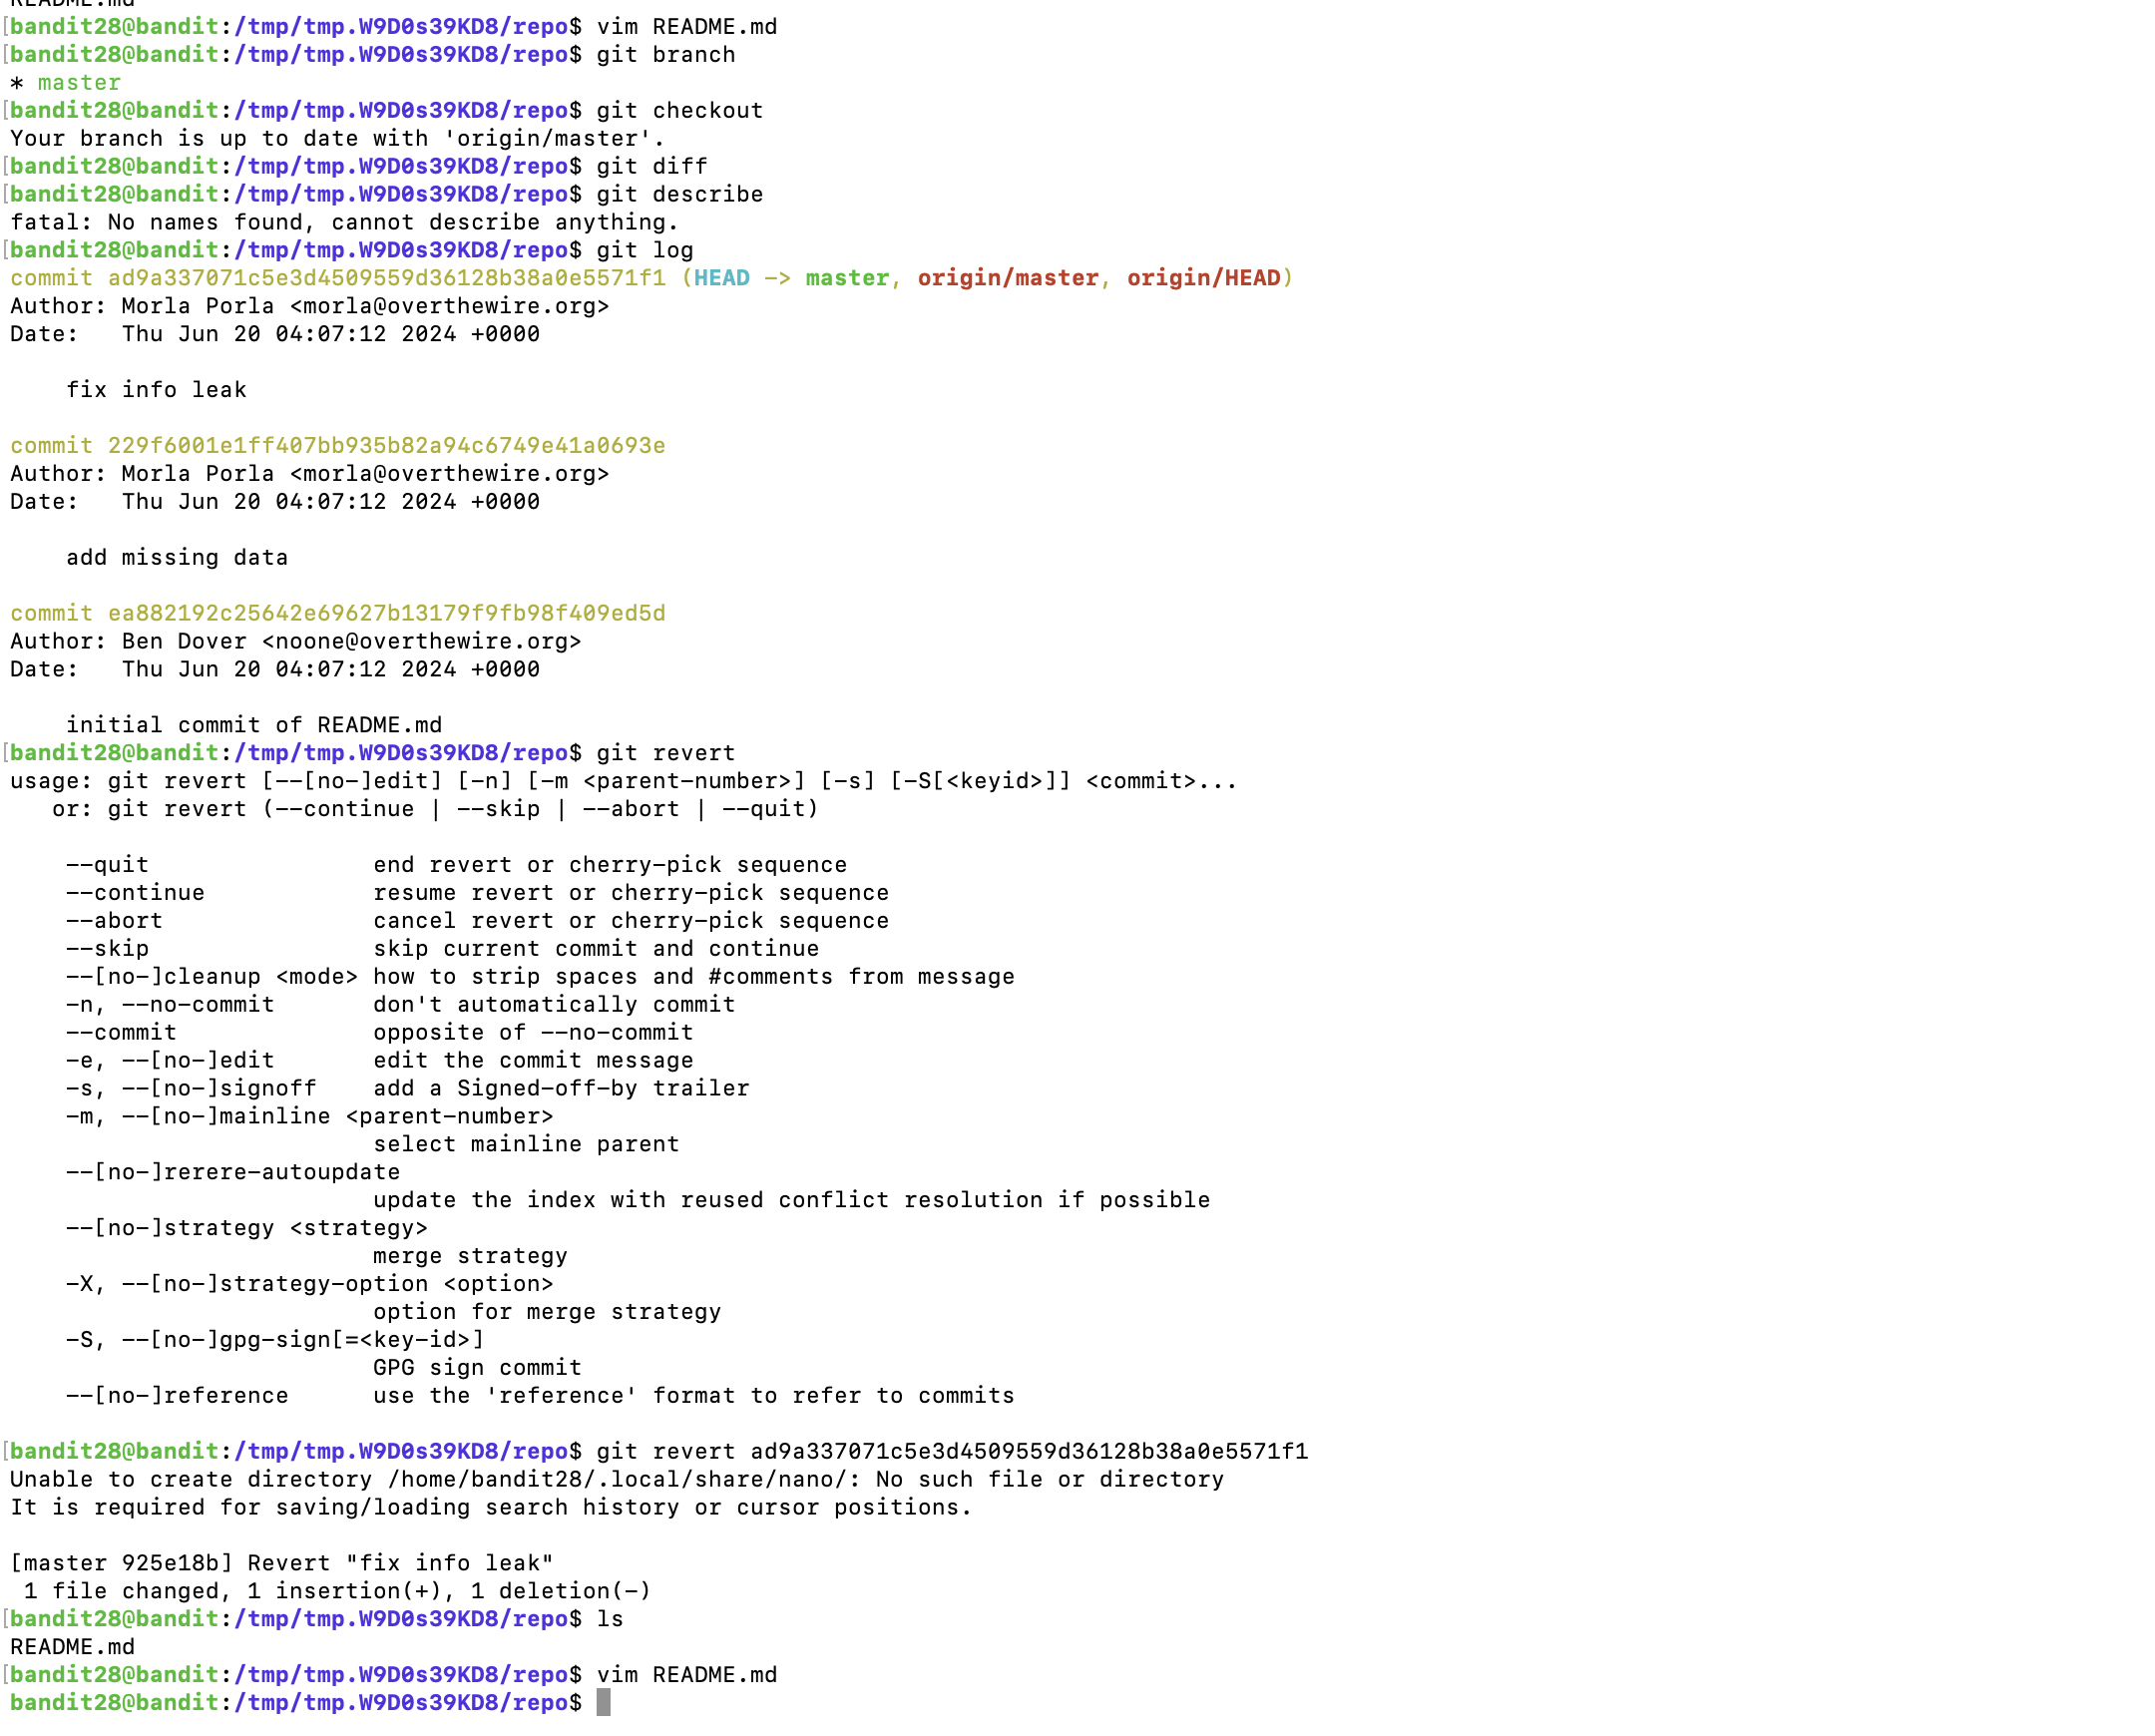 README.md
[bandit28@bandit:/tmp/tmp.W9D0s39KD8/repo$ vim README.md
[bandit28@bandit:/tmp/tmp.W9D0s39KD8/repo$ git branch
* master
[bandit28@bandit:/tmp/tmp.W9D0s39KD8/repo$ git checkout
Your branch is up to date with 'origin/master'.
[bandit28@bandit:/tmp/tmp.W9D0s39KD8/repo$ git diff
[bandit28@bandit:/tmp/tmp.W9D0s39KD8/repo$ git describe
fatal: No names found, cannot describe anything.
[bandit28@bandit:/tmp/tmp.W9D0s39KD8/repo$ git log
commit ad9a337071c5e3d4509559d36128b38a0e5571f1 (HEAD -> master, origin/master, origin/HEAD)
Author: Morla Porla <morla@overthewire.org>
Date:   Thu Jun 20 04:07:12 2024 +0000

    fix info leak

commit 229f6001e1ff407bb935b82a94c6749e41a0693e
Author: Morla Porla <morla@overthewire.org>
Date:   Thu Jun 20 04:07:12 2024 +0000

    add missing data

commit ea882192c25642e69627b13179f9fb98f409ed5d
Author: Ben Dover <noone@overthewire.org>
Date:   Thu Jun 20 04:07:12 2024 +0000

    initial commit of README.md
[bandit28@bandit:/tmp/tmp.W9D0s39KD8/repo$ git revert
usage: git revert [--[no-]edit] [-n] [-m <parent-number>] [-s] [-S[<keyid>]] <commit>...
   or: git revert (--continue | --skip | --abort | --quit)

    --quit                end revert or cherry-pick sequence
    --continue            resume revert or cherry-pick sequence
    --abort               cancel revert or cherry-pick sequence
    --skip                skip current commit and continue
    --[no-]cleanup <mode> how to strip spaces and #comments from message
    -n, --no-commit       don't automatically commit
    --commit              opposite of --no-commit
    -e, --[no-]edit       edit the commit message
    -s, --[no-]signoff    add a Signed-off-by trailer
    -m, --[no-]mainline <parent-number>
                          select mainline parent
    --[no-]rerere-autoupdate
                          update the index with reused conflict resolution if possible
    --[no-]strategy <strategy>
                          merge strategy
    -X, --[no-]strategy-option <option>
                          option for merge strategy
    -S, --[no-]gpg-sign[=<key-id>]
                          GPG sign commit
    --[no-]reference      use the 'reference' format to refer to commits

[bandit28@bandit:/tmp/tmp.W9D0s39KD8/repo$ git revert ad9a337071c5e3d4509559d36128b38a0e5571f1
Unable to create directory /home/bandit28/.local/share/nano/: No such file or directory
It is required for saving/loading search history or cursor positions.

[master 925e18b] Revert "fix info leak"
 1 file changed, 1 insertion(+), 1 deletion(-)
[bandit28@bandit:/tmp/tmp.W9D0s39KD8/repo$ ls
README.md
[bandit28@bandit:/tmp/tmp.W9D0s39KD8/repo$ vim README.md
bandit28@bandit:/tmp/tmp.W9D0s39KD8/repo$